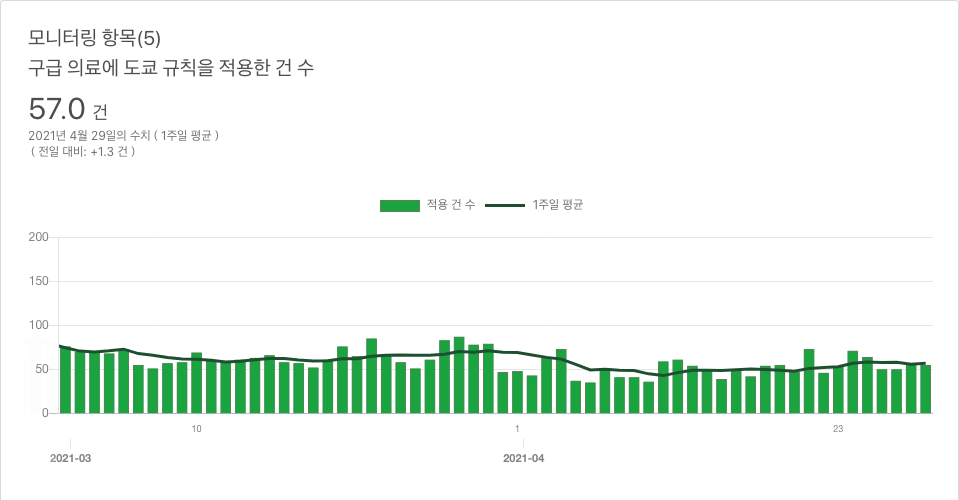 모니터링 항목(5)
구급 의료에 도쿄 규칙을 적용한 건 수
57.0 건
2021년 4월 29일의 수치 ( 1주일 평균 )
( 전일 대비: +1.3 건 )
적용 건 수 1주일 평균
200
150
100
50
0
10 1 23
2021-03 2021-04